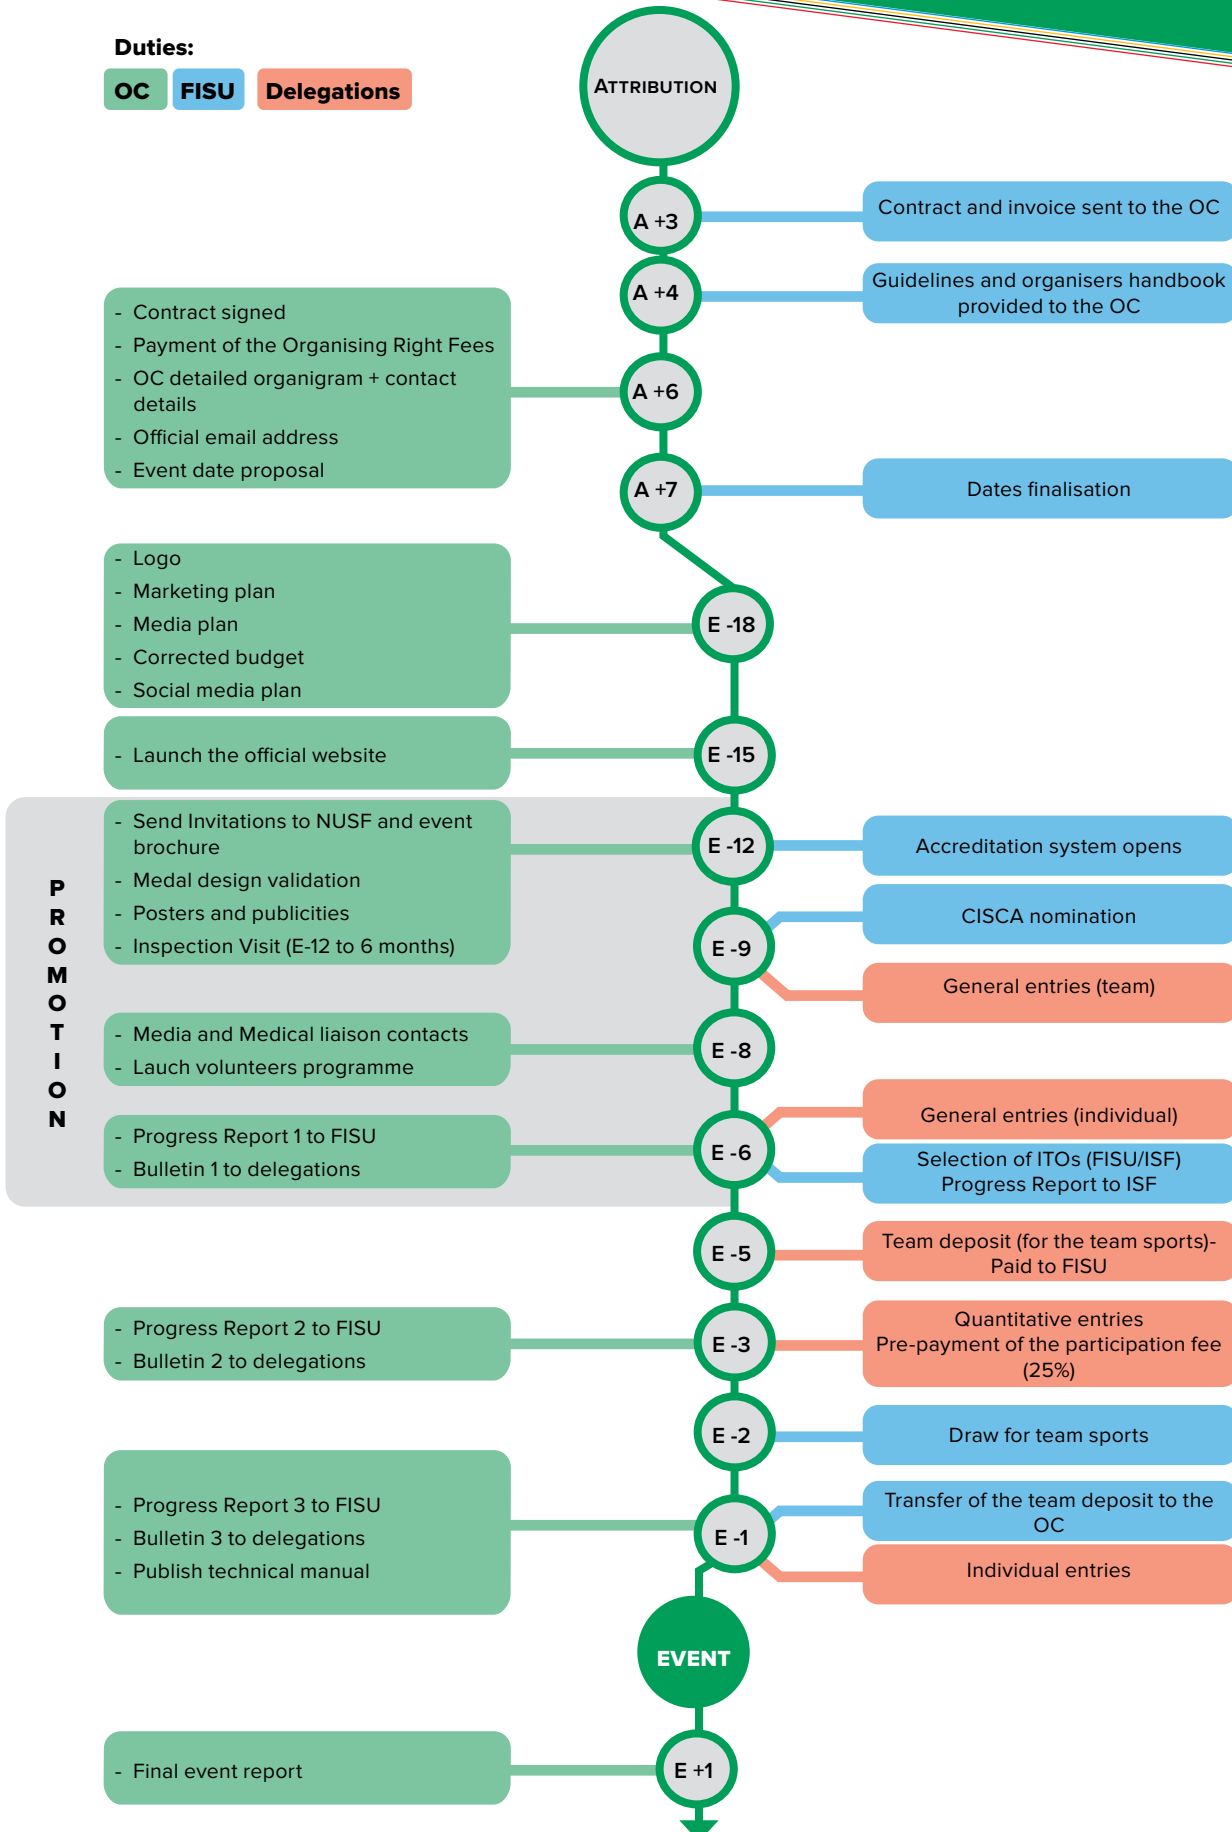 Duties:
OC FISU Delegations
ATTRIBUTION
A +3
Contract and invoice sent to the OC
A +4
Guidelines and organisers handbook
provided to the OC
- Contract signed
- Payment of the Organising Right Fees
- OC detailed organigram + contact
details
- Official email address
- Event date proposal
A +6
A +7
Dates finalisation
- Logo
- Marketing plan
- Media plan
- Corrected budget
- Social media plan
E -18
- Launch the official website
E -15
PROMOTION
- Send Invitations to NUSF and event
brochure
- Medal design validation
- Posters and publicities
- Inspection Visit (E-12 to 6 months)
E -12
Accreditation system opens
E -9
CISCA nomination
General entries (team)
- Media and Medical liaison contacts
- Lauch volunteers programme
E -8
- Progress Report 1 to FISU
- Bulletin 1 to delegations
E -6
General entries (individual)
Selection of ITOs (FISU/ISF)
Progress Report to ISF
E -5
Team deposit (for the team sports)-
Paid to FISU
- Progress Report 2 to FISU
- Bulletin 2 to delegations
E -3
Quantitative entries
Pre-payment of the participation fee
(25%)
E -2
Draw for team sports
- Progress Report 3 to FISU
- Bulletin 3 to delegations
- Publish technical manual
E -1
Transfer of the team deposit to the
OC
Individual entries
EVENT
- Final event report
E +1